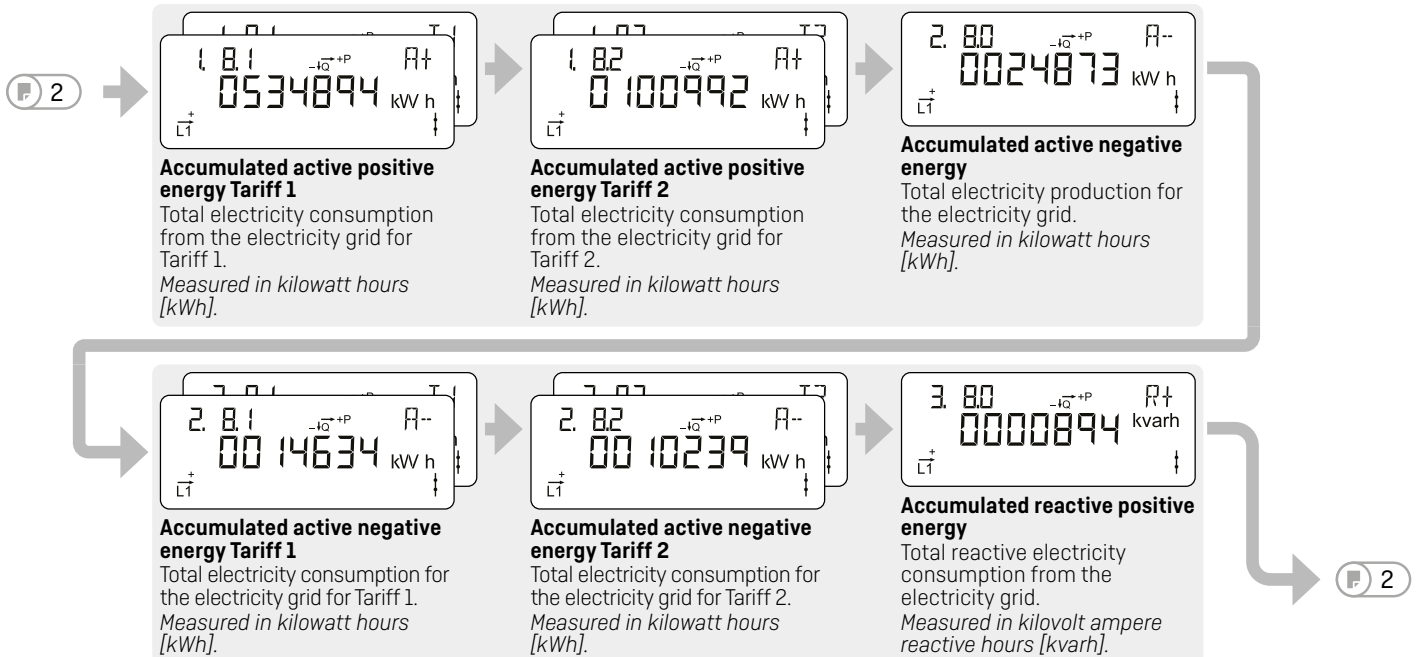 2
1. 8.1 -Q +P A+
0534894 kW h
L1 +
Accumulated active positive
energy Tariff 1
Total electricity consumption
from the electricity grid for
Tariff 1.
Measured in kilowatt hours
[kWh].
1. 8.2 -Q +P A+
0100992 kW h
L1 +
Accumulated active positive
energy Tariff 2
Total electricity consumption
from the electricity grid for
Tariff 2.
Measured in kilowatt hours
[kWh].
2. 8.0 -Q +P A--
0024873 kW h
L1 +
Accumulated active negative
energy
Total electricity production for
the electricity grid.
Measured in kilowatt hours
[kWh].
2. 8.1 -Q +P A--
0014634 kW h
L1 +
Accumulated active negative
energy Tariff 1
Total electricity consumption for
the electricity grid for Tariff 1.
Measured in kilowatt hours
[kWh].
2. 8.2 -Q +P A--
0010239 kW h
L1 +
Accumulated active negative
energy Tariff 2
Total electricity consumption for
the electricity grid for Tariff 2.
Measured in kilowatt hours
[kWh].
3. 8.0 -Q +P R+
0000894 kvarh
L1 +
Accumulated reactive positive
energy
Total reactive electricity
consumption from the
electricity grid.
Measured in kilovolt ampere
reactive hours [kvarh].
2